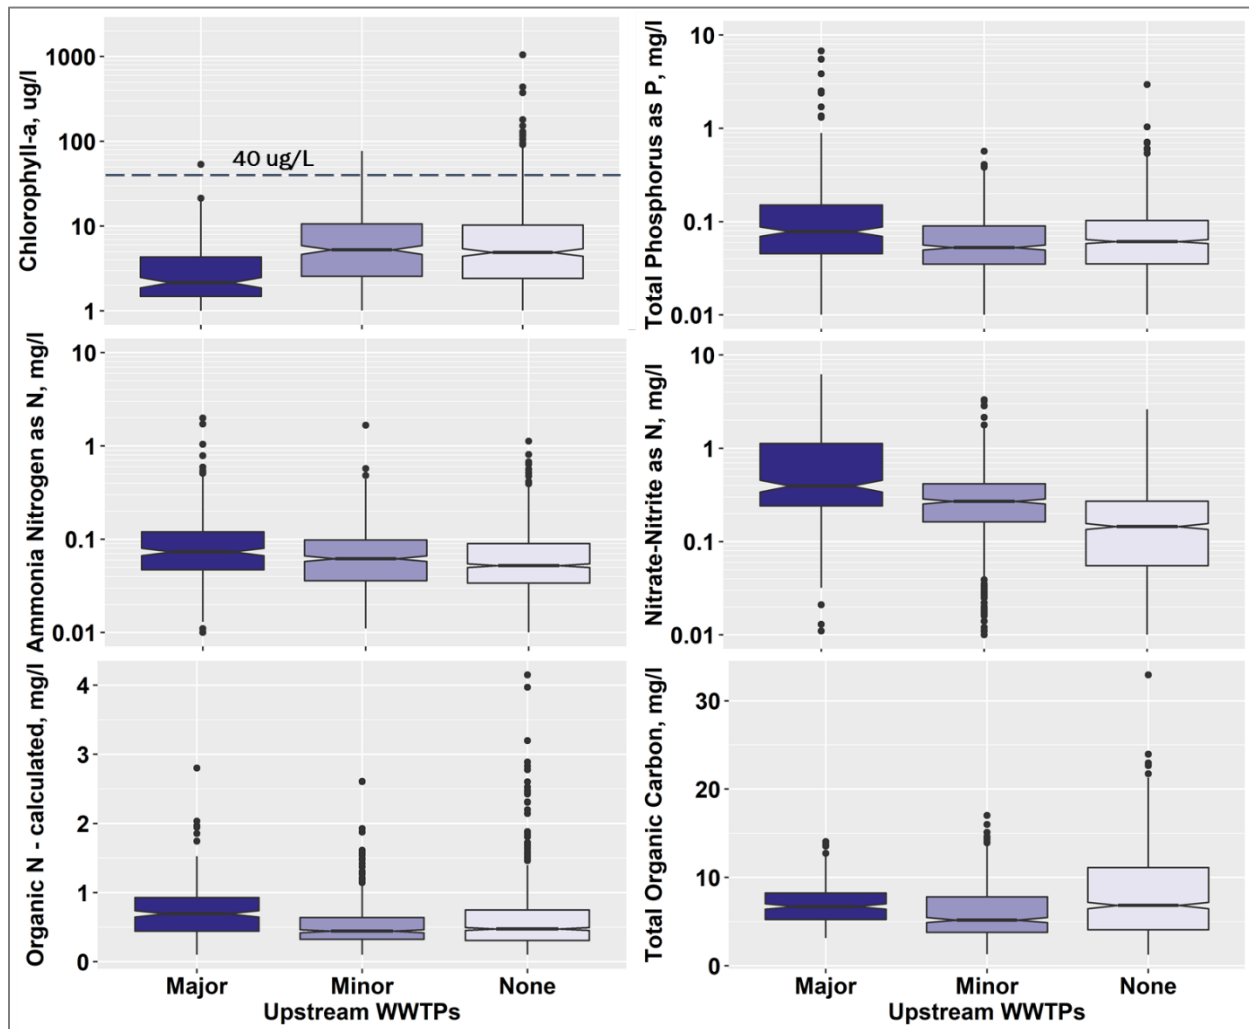 Chlorophyll-a, ug/l
1000
100
10
1
40 ug/L
Total Phosphorus as P, mg/l
10
1
0.1
0.01
Ammonia Nitrogen as N, mg/l
10
1
0.1
0.01
Nitrate-Nitrite as N, mg/l
10
1
0.1
0.01
Organic N - calculated, mg/l
4
3
2
1
0
Major Minor None
Upstream WWTPs
Total Organic Carbon, mg/l
30
20
10
0
Major Minor None
Upstream WWTPs